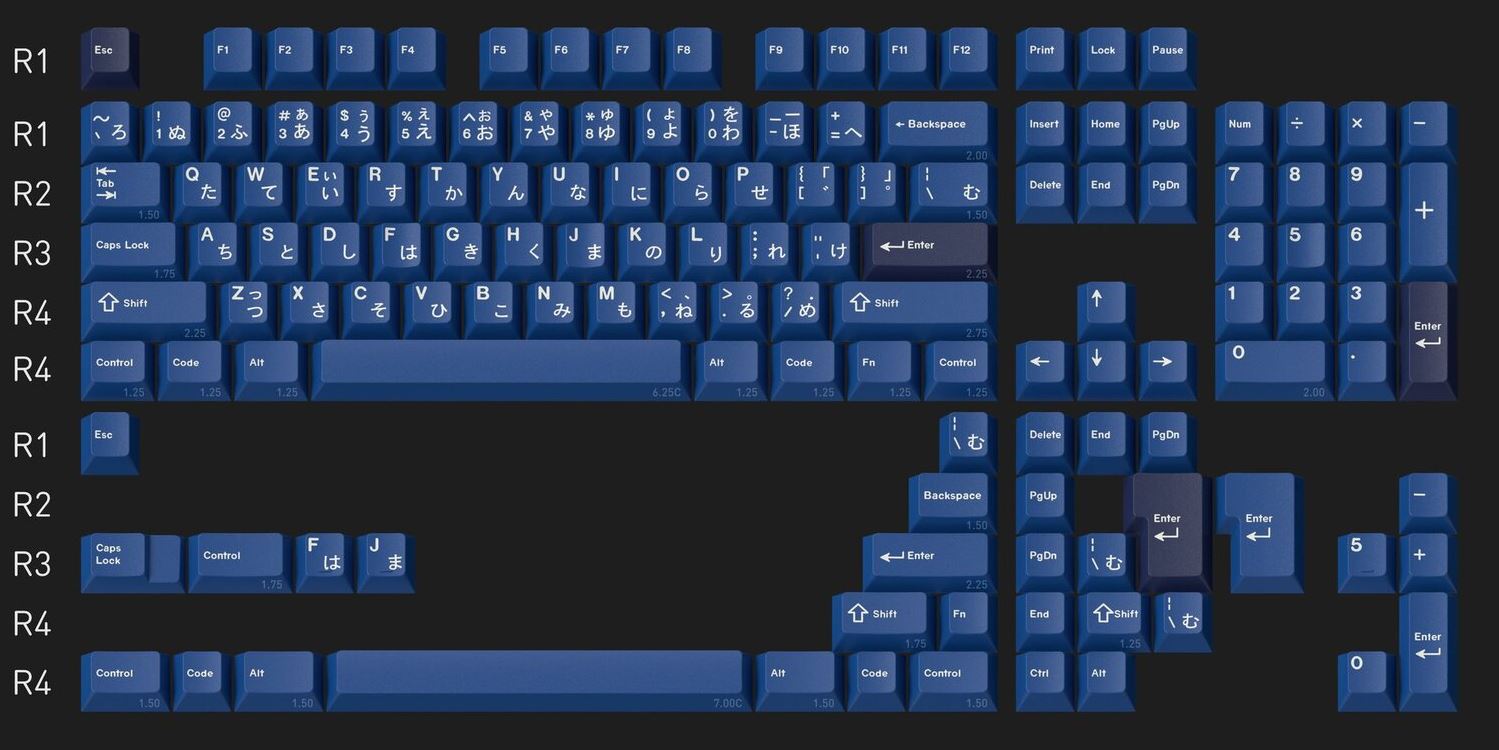 R1 Esc F1 F2 F3 F4 F5 F6 F7 F8 F9 F10 F11 F12 Print Lock Pause
R1 ~ ` ろ ! 1 ぬ @ 2 ふ # ぁ 3 あ $ ぅ 4 う % ぇ 5 え ^ ぉ 6 お & ゃ 7 や * ゅ 8 ゆ ( ょ 9 よ ) を 0 わ _ ー - ほ + = へ ← Backspace 2.00 Insert Home PgUp Num ÷ × −
R2 Tab 1.50 Q た W て E ぃ い R す T か Y ん U な I に O ら P せ { 「 [ ゛ } 」 ] ゜ ¦ \ む 1.50 Delete End PgDn 7 8 9 +
R3 Caps Lock 1.75 A ち S と D し F は G き H く J ま K の L り : ; れ " ' け Enter 2.25 4 5 6
R4 Shift 2.25 Z っ つ X さ C そ V ひ B こ N み M も < 、 , ね > 。 . る ? ・ / め Shift 2.75 ↑ 1 2 3 Enter
R4 Control 1.25 Code 1.25 Alt 1.25 6.25C Alt 1.25 Code 1.25 Fn 1.25 Control 1.25 ← ↓ → 0 2.00 .
R1 Esc ¦ \ む Delete End PgDn
R2 Backspace 1.50 PgUp Enter Enter −
R3 Caps Lock Control 1.75 F は J ま Enter 2.25 PgDn ¦ \ む 5 +
R4 Shift 1.75 Fn End Shift 1.25 ¦ \ む Enter
R4 Control 1.50 Code Alt 1.50 7.00C Alt 1.50 Code Control 1.50 Ctrl Alt 0